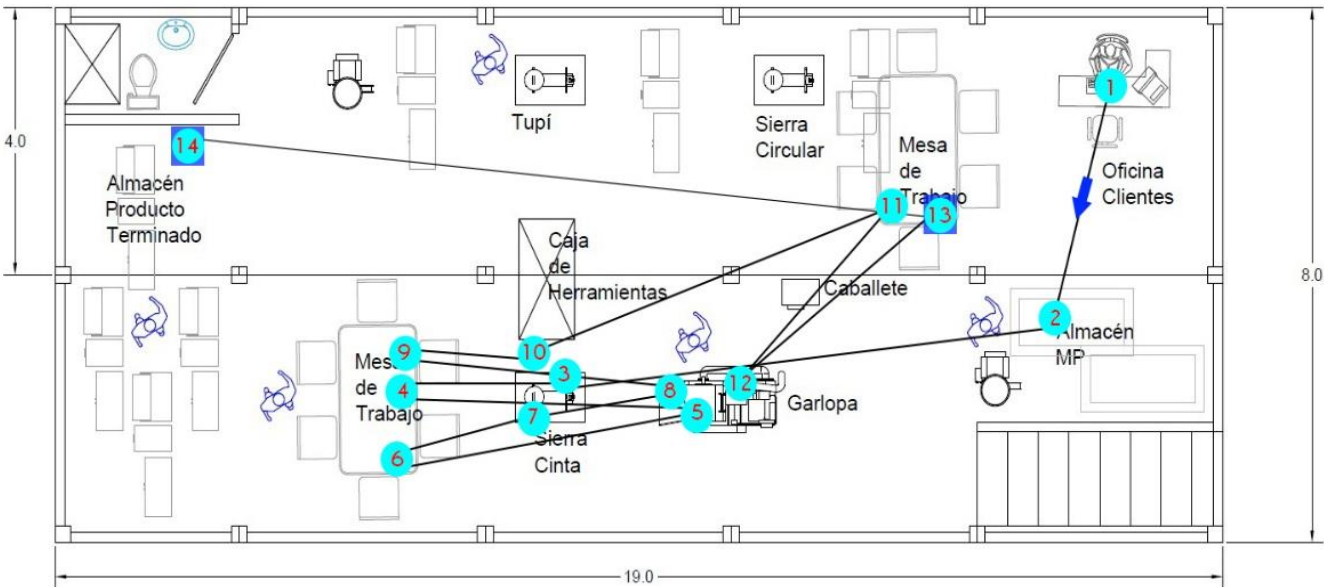 1
4.0
14
Tupí
Sierra
Circular
Mesa
de
Trabajo
11
13
Oficina
Clientes
Almacén
Producto
Terminado
Caja
de
Herramientas
8.0
Caballete
2
Almacén
MP
9
10
Mesa
de
Trabajo
4
3
8
12
Garlopa
7
5
6
Sierra
Cinta
19.0